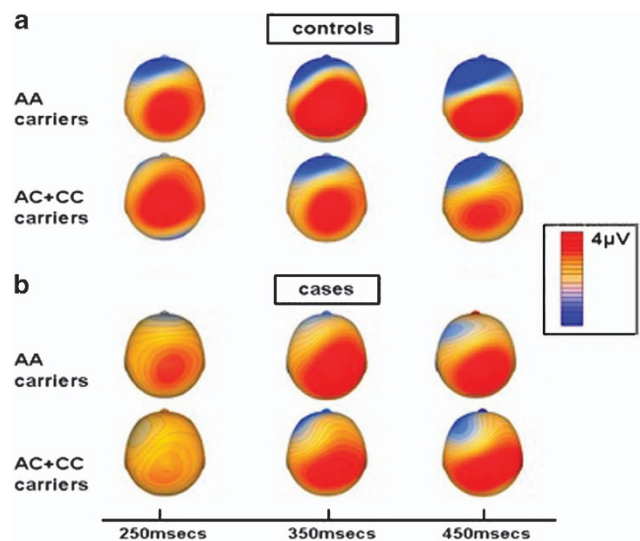 a
controls
AA
carriers
AC+CC
carriers
4µV
b
cases
AA
carriers
AC+CC
carriers
250msecs 350msecs 450msecs